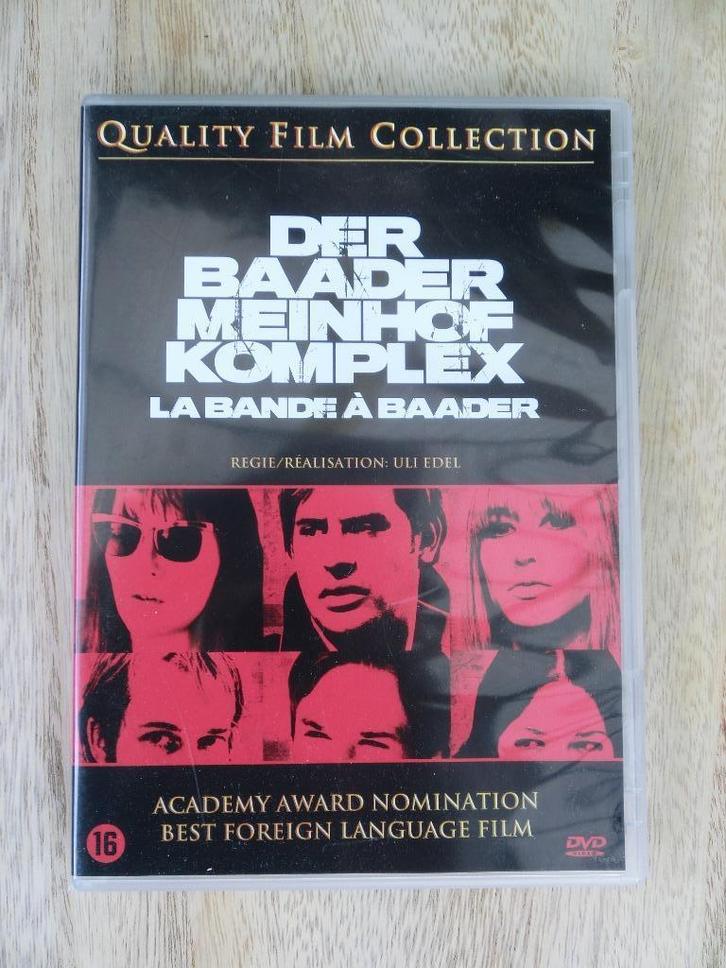 QUALITY FILM COLLECTION
DER
BAADER
MEINHOF
KOMPLEX
LA BANDE À BAADER
REGIE/RÉALISATION: ULI EDEL
ACADEMY AWARD NOMINATION
BEST FOREIGN LANGUAGE FILM
16
DVD
VIDEO